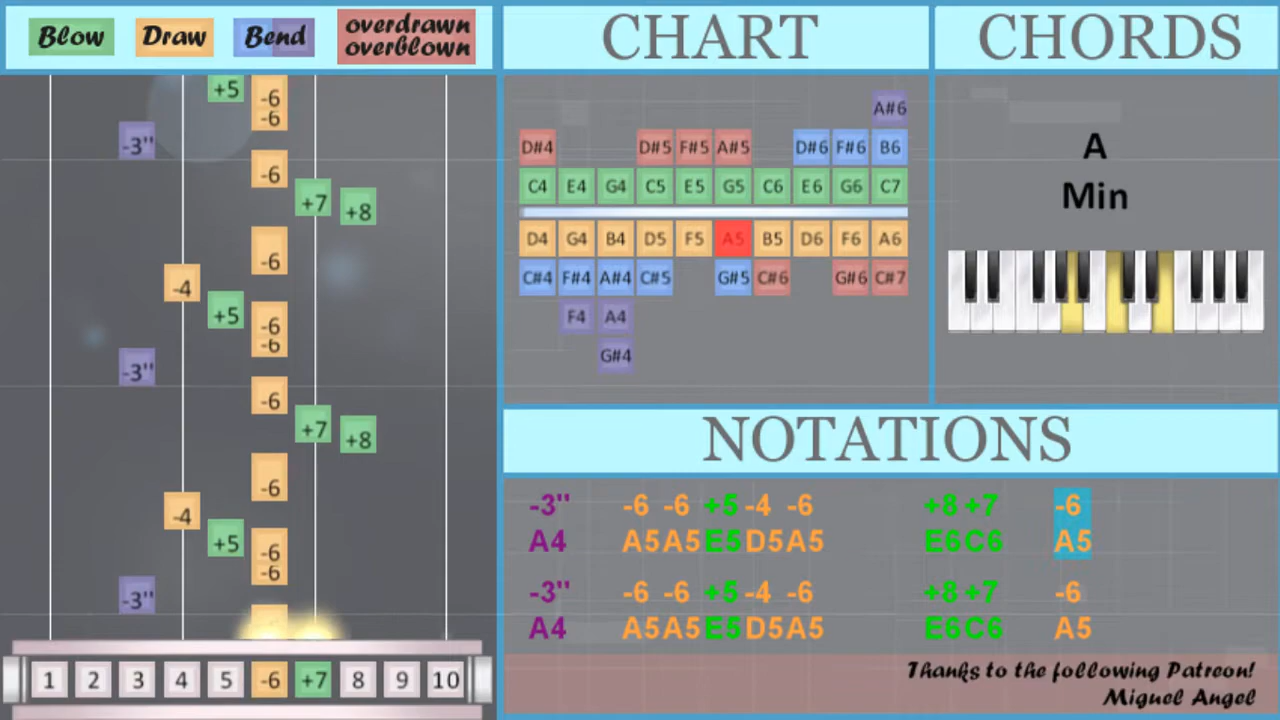 Blow Draw Bend overdrawn overblown
CHART
CHORDS
+5
-6
-6
-3"
-6
+7
+8
-6
-4
+5
-6
-6
-3"
-6
+7
+8
-6
-4
+5
-6
-6
-3"
1 2 3 4 5 -6 +7 8 9 10
A#6
D#4 D#5 F#5 A#5 D#6 F#6 B6
C4 E4 G4 C5 E5 G5 C6 E6 G6 C7
D4 G4 B4 D5 F5 A5 B5 D6 F6 A6
C#4 F#4 A#4 C#5 G#5 C#6 G#6 C#7
F4 A4
G#4
A
Min
NOTATIONS
-3" -6 -6 +5 -4 -6 +8 +7 -6
A4 A5 A5 E5 D5 A5 E6 C6 A5
-3" -6 -6 +5 -4 -6 +8 +7 -6
A4 A5 A5 E5 D5 A5 E6 C6 A5
Thanks to the following Patreon!
Miguel Angel